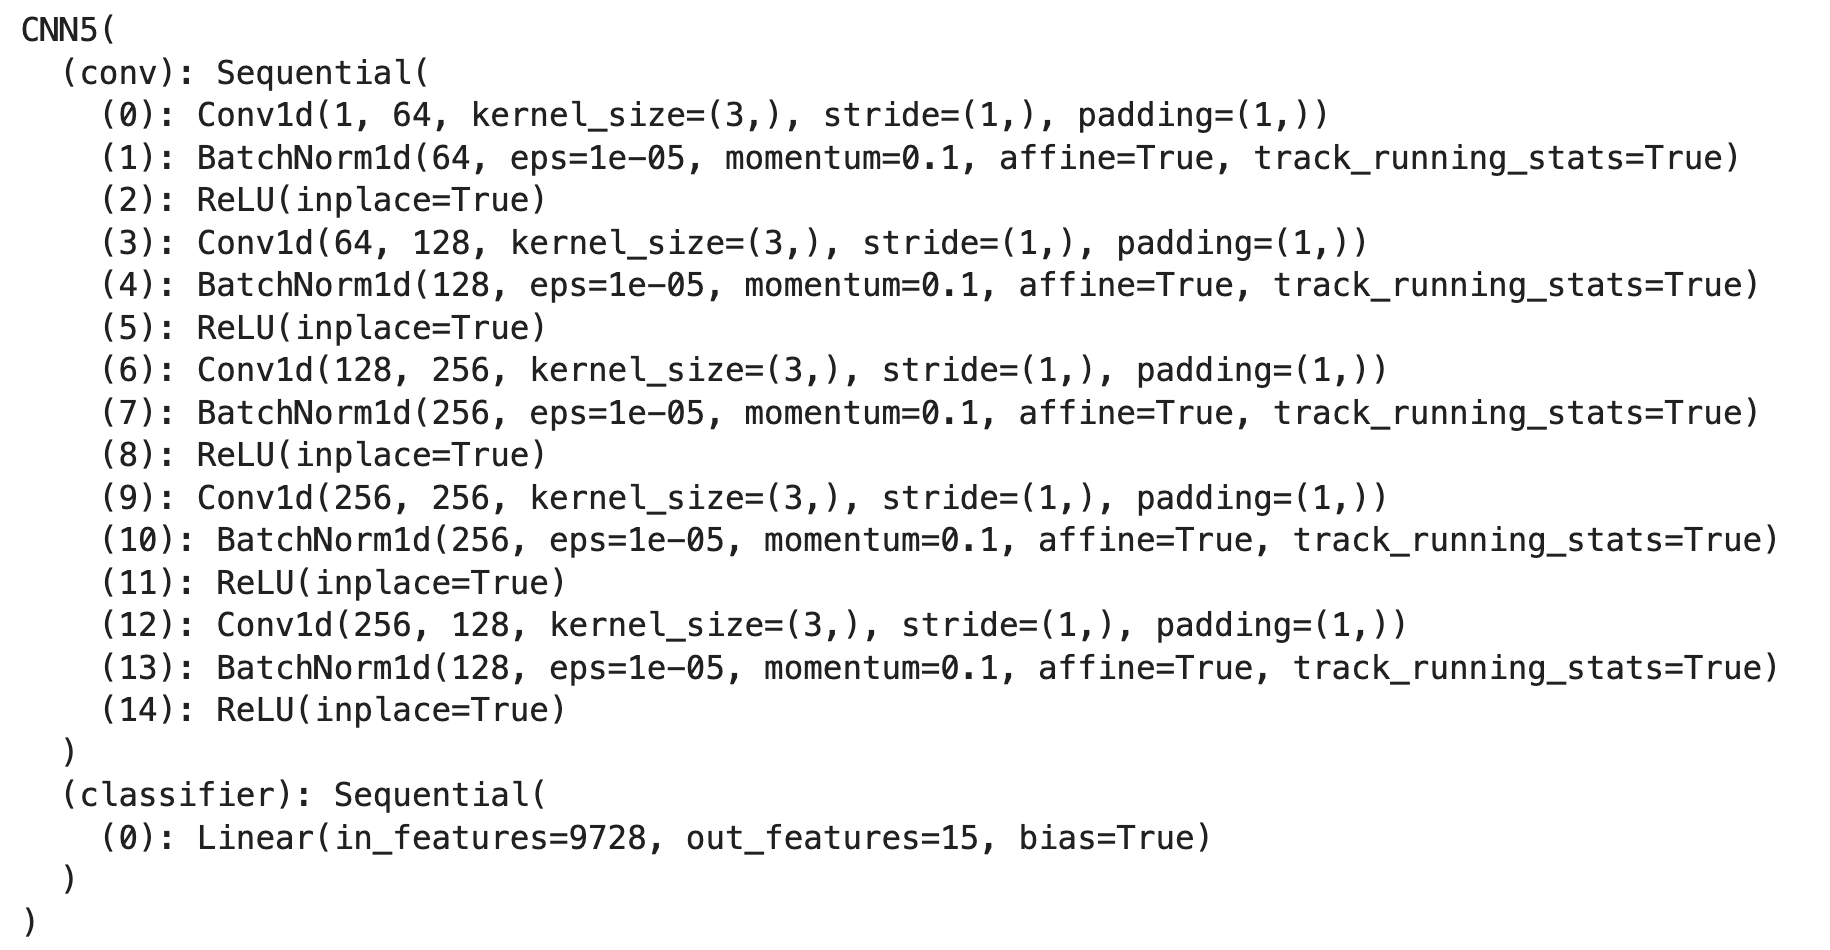 CNN5(
  (conv): Sequential(
    (0): Conv1d(1, 64, kernel_size=(3,), stride=(1,), padding=(1,))
    (1): BatchNorm1d(64, eps=1e-05, momentum=0.1, affine=True, track_running_stats=True)
    (2): ReLU(inplace=True)
    (3): Conv1d(64, 128, kernel_size=(3,), stride=(1,), padding=(1,))
    (4): BatchNorm1d(128, eps=1e-05, momentum=0.1, affine=True, track_running_stats=True)
    (5): ReLU(inplace=True)
    (6): Conv1d(128, 256, kernel_size=(3,), stride=(1,), padding=(1,))
    (7): BatchNorm1d(256, eps=1e-05, momentum=0.1, affine=True, track_running_stats=True)
    (8): ReLU(inplace=True)
    (9): Conv1d(256, 256, kernel_size=(3,), stride=(1,), padding=(1,))
    (10): BatchNorm1d(256, eps=1e-05, momentum=0.1, affine=True, track_running_stats=True)
    (11): ReLU(inplace=True)
    (12): Conv1d(256, 128, kernel_size=(3,), stride=(1,), padding=(1,))
    (13): BatchNorm1d(128, eps=1e-05, momentum=0.1, affine=True, track_running_stats=True)
    (14): ReLU(inplace=True)
  )
  (classifier): Sequential(
    (0): Linear(in_features=9728, out_features=15, bias=True)
  )
)